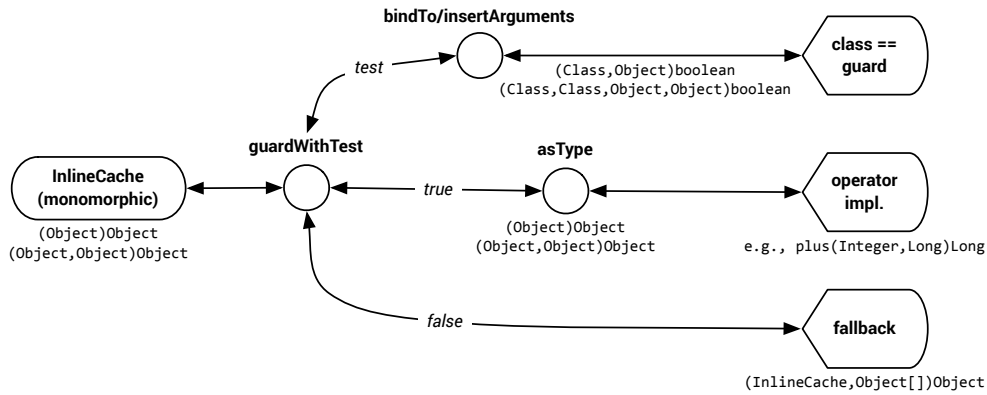 bindTo/insertArguments
class ==
guard
test
(Class,Object)boolean
(Class,Class,Object,Object)boolean
guardWithTest
asType
InlineCache
(monomorphic)
true
operator
impl.
(Object)Object
(Object,Object)Object
(Object)Object
(Object,Object)Object
e.g., plus(Integer,Long)Long
false
fallback
(InlineCache,Object[])Object